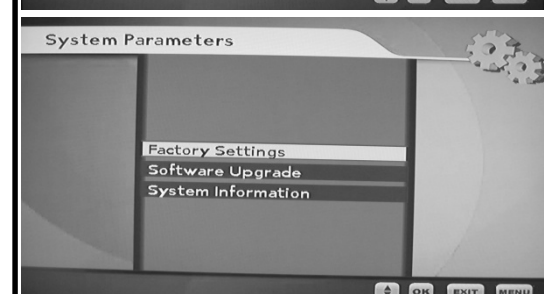 System Parameters
Factory Settings
Software Upgrade
System Information
OK EXIT MENU